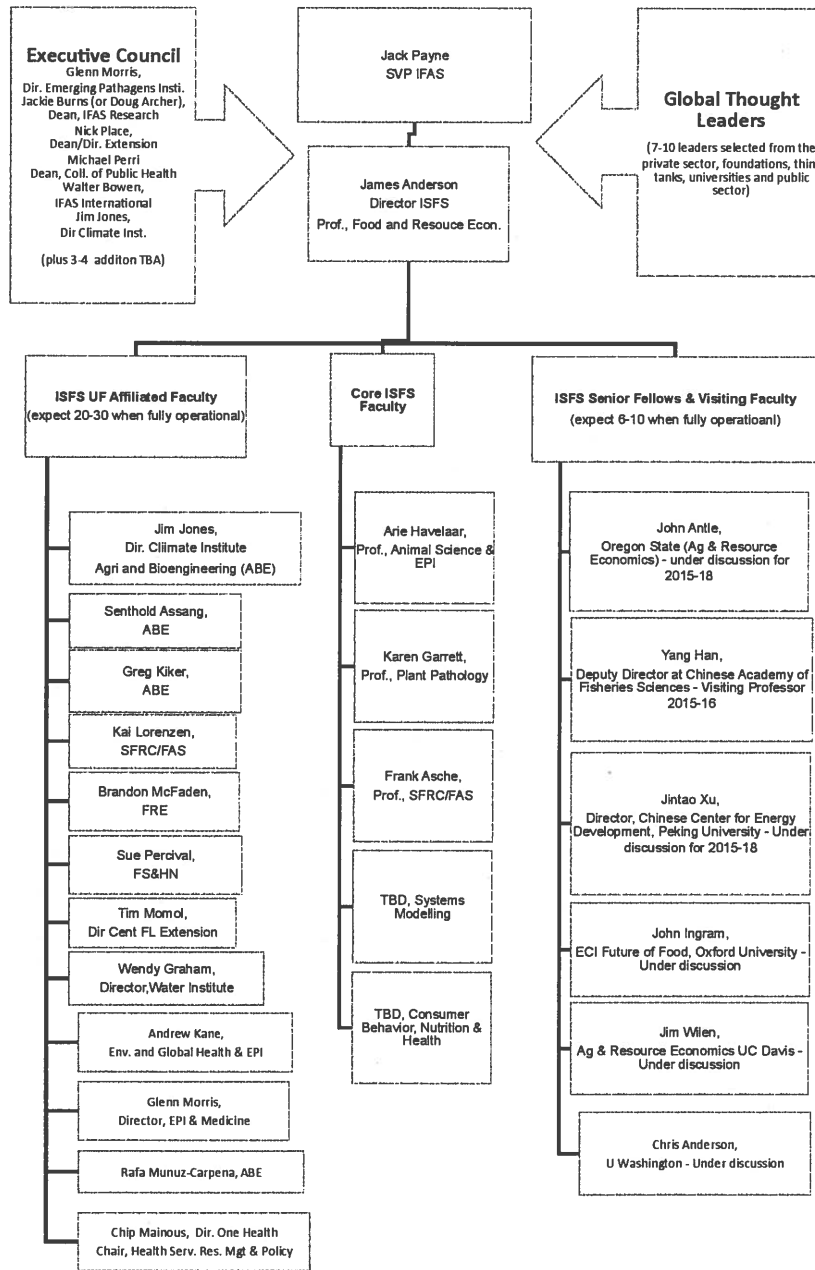 Executive Council
Glenn Morris,
Dir. Emerging Pathagens Insti.
Jackie Burns (or Doug Archer),
Dean, IFAS Research
Nick Place,
Dean/Dir. Extension
Michael Perri
Dean, Coll. of Public Health
Walter Bowen,
IFAS International
Jim Jones,
Dir Climate Inst.
(plus 3-4 additon TBA)
Jack Payne
SVP IFAS
Global Thought
Leaders
(7-10 leaders selected from the
private sector, foundations, thin
tanks, universities and public
sector)
James Anderson
Director ISFS
Prof., Food and Resouce Econ.
ISFS UF Affiliated Faculty
(expect 20-30 when fully operational)
Jim Jones,
Dir. Cliimate Institute
Agri and Bioengineering (ABE)
Senthold Assang,
ABE
Greg Kiker,
ABE
Kai Lorenzen,
SFRC/FAS
Brandon McFaden,
FRE
Sue Percival,
FS&HN
Tim Momol,
Dir Cent FL Extension
Wendy Graham,
Director,Water Institute
Andrew Kane,
Env. and Global Health & EPI
Glenn Morris,
Director, EPI & Medicine
Rafa Munuz-Carpena, ABE
Chip Mainous, Dir. One Health
Chair, Health Serv. Res. Mgt & Policy
Core ISFS
Faculty
Arie Havelaar,
Prof., Animal Science &
EPI
Karen Garrett,
Prof., Plant Pathology
Frank Asche,
Prof., SFRC/FAS
TBD, Systems
Modelling
TBD, Consumer
Behavior, Nutrition &
Health
ISFS Senior Fellows & Visiting Faculty
(expect 6-10 when fully operatioanl)
John Antle,
Oregon State (Ag & Resource
Economics) - under discussion for
2015-18
Yang Han,
Deputy Director at Chinese Academy of
Fisheries Sciences - Visiting Professor
2015-16
Jintao Xu,
Director, Chinese Center for Energy
Development, Peking University - Under
discussion for 2015-18
John Ingram,
ECI Future of Food, Oxford University -
Under discussion
Jim Wilen,
Ag & Resource Economics UC Davis -
Under discussion
Chris Anderson,
U Washington - Under discussion